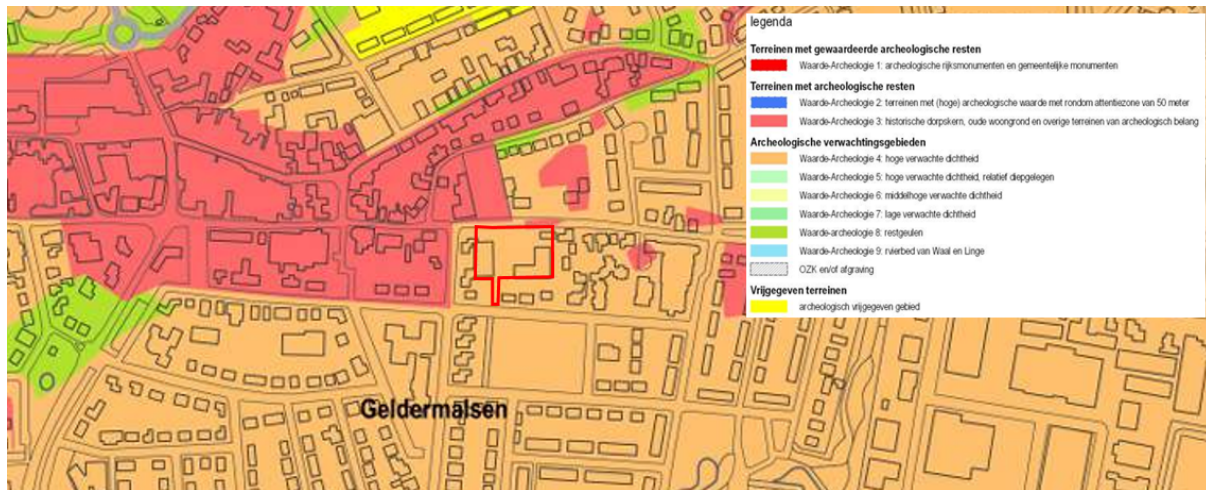 legenda
Terreinen met gewaardeerde archeologische resten
Waarde-Archeologie 1: archeologische rijksmonumenten en gemeentelijke monumenten
Terreinen met archeologische resten
Waarde-Archeologie 2: terreinen met (hoge) archeologische waarde met rondom attentiezone van 50 meter
Waarde-Archeologie 3: historische dorpskern, oude woongrond en overige terreinen van archeologisch belang
Archeologische verwachtingsgebieden
Waarde-Archeologie 4: hoge verwachte dichtheid
Waarde-Archeologie 5: hoge verwachte dichtheid, relatief diepgelegen
Waarde-Archeologie 6: middelhoge verwachte dichtheid
Waarde-Archeologie 7: lage verwachte dichtheid
Waarde-archeologie 8: restgeulen
Waarde-Archeologie 9: rvierbed van Waal en Linge
OZK en/of afgraving
Vrijgegeven terreinen
archeologisch vrijgegeven gebied
Geldermalsen